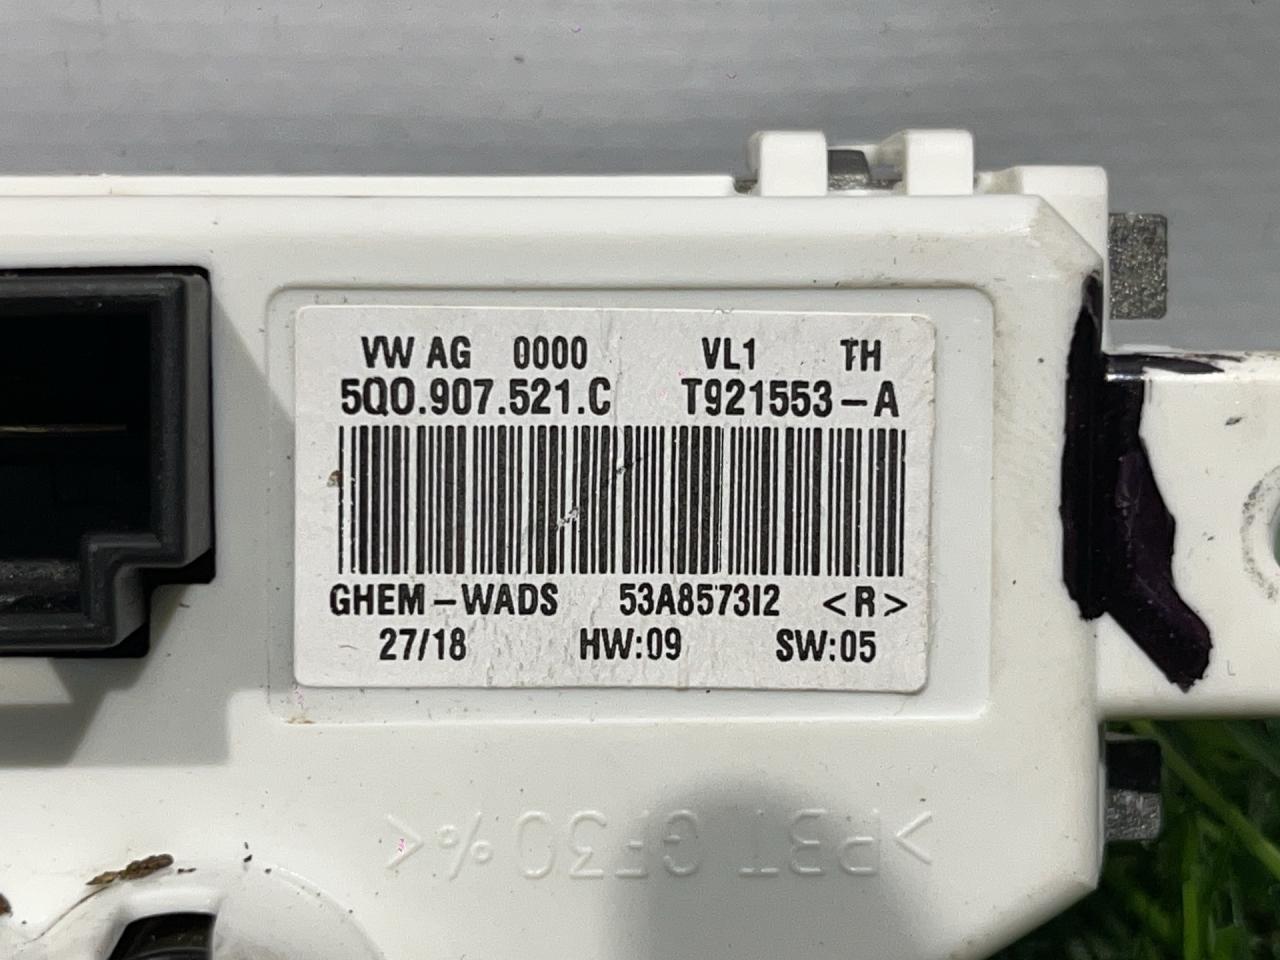 VW AG 0000 VL1 TH
5Q0.907.521.C T921553-A
GHEM-WADS 53A8573I2 <R>
27/18 HW:09 SW:05
>PBT GF30%<